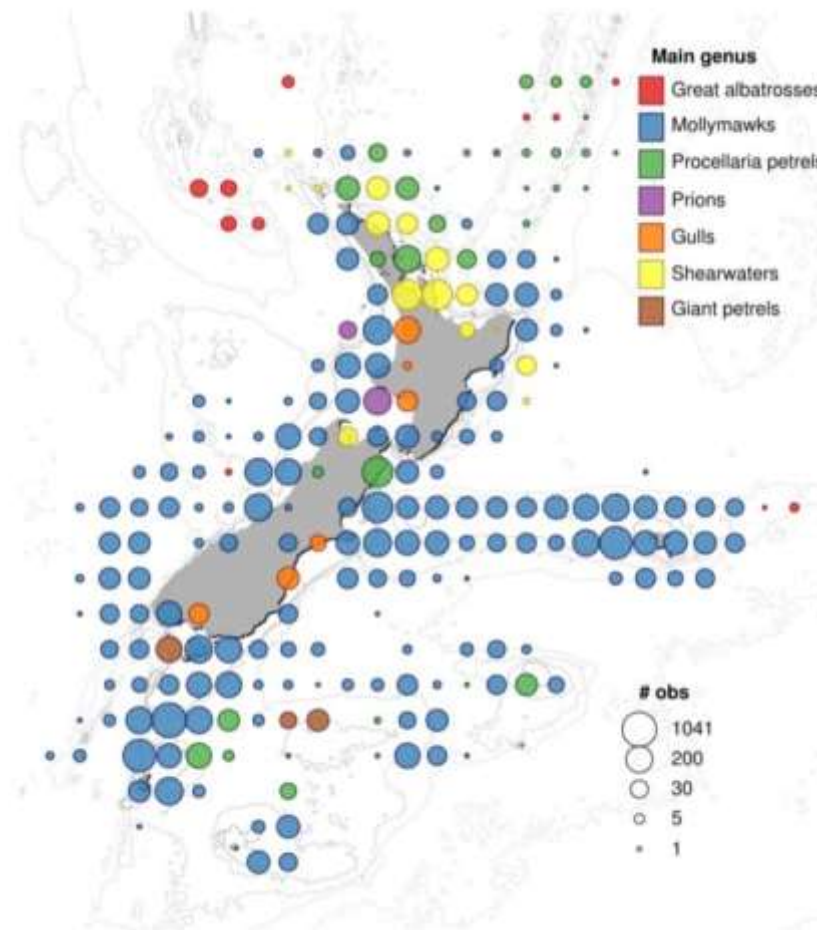 Main genus
Great albatrosses
Mollymawks
Procellaria petrels
Prions
Gulls
Shearwaters
Giant petrels
# obs
1041
200
30
5
1